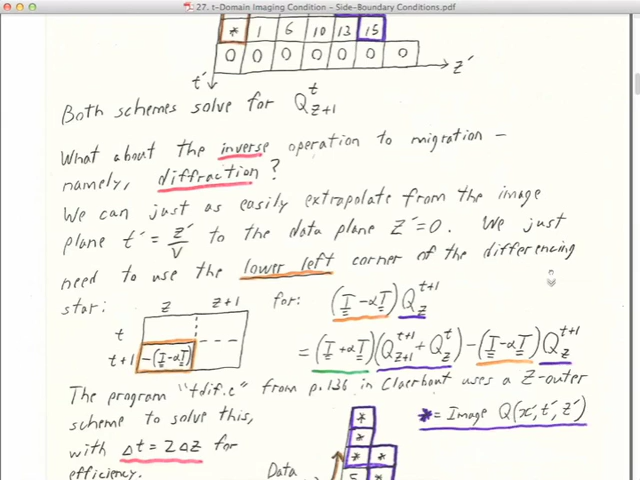 27. t-Domain Imaging Condition – Side-Boundary Conditions.pdf
* 1 6 10 13 15
0 0 0 0 0 0 0
t' z'
Both schemes solve for Q^t_{z+1}
What about the inverse operation to migration –
namely, diffraction?
We can just as easily extrapolate from the image
plane t' = z'/v to the data plane z'=0. We just
need to use the lower left corner of the differencing
star: z z+1 for: (I-αT)Q^{t+1}_z
t
t+1 -(I-αT) = (I+αT)(Q^{t+1}_{z+1}+Q^t_z)-(I-αT)Q^{t+1}_z
The program "tdif.c" from p.136 in Claerbout uses a z-outer
scheme to solve this, * = Image Q(x',t',z')
with Δt = 2Δz for
efficiency. Data
*
*
* *
5 *